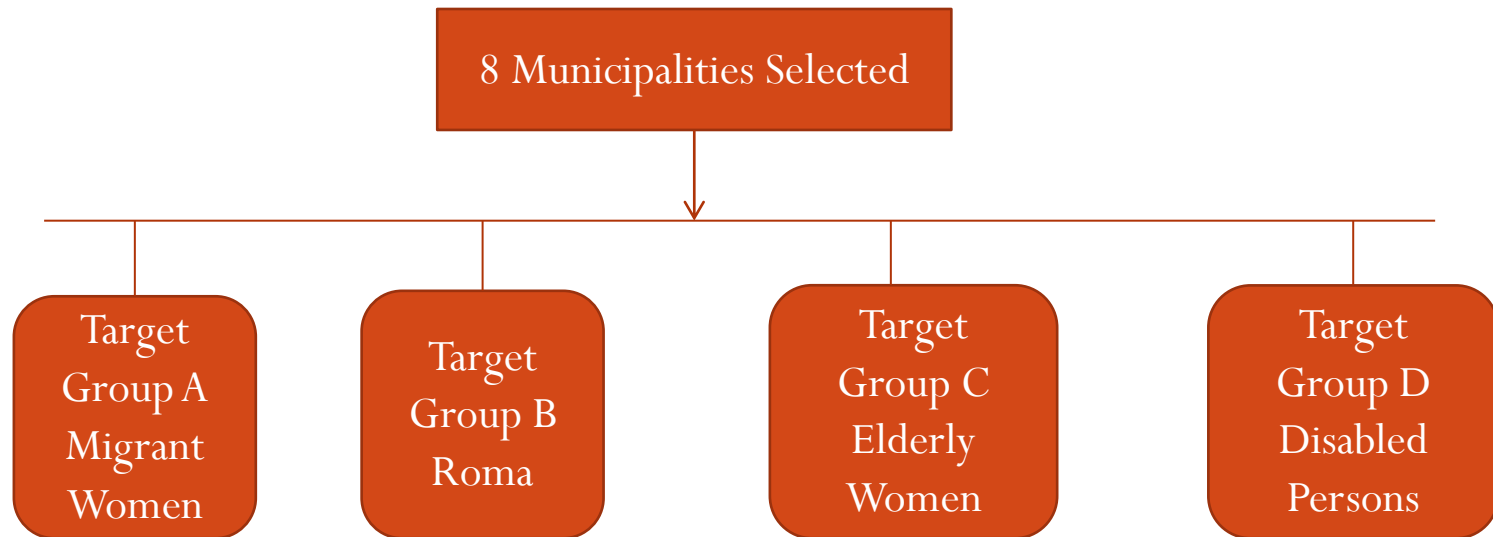 8 Municipalities Selected
Target
Group A
Migrant
Women
Target
Group B
Roma
Target
Group C
Elderly
Women
Target
Group D
Disabled
Persons